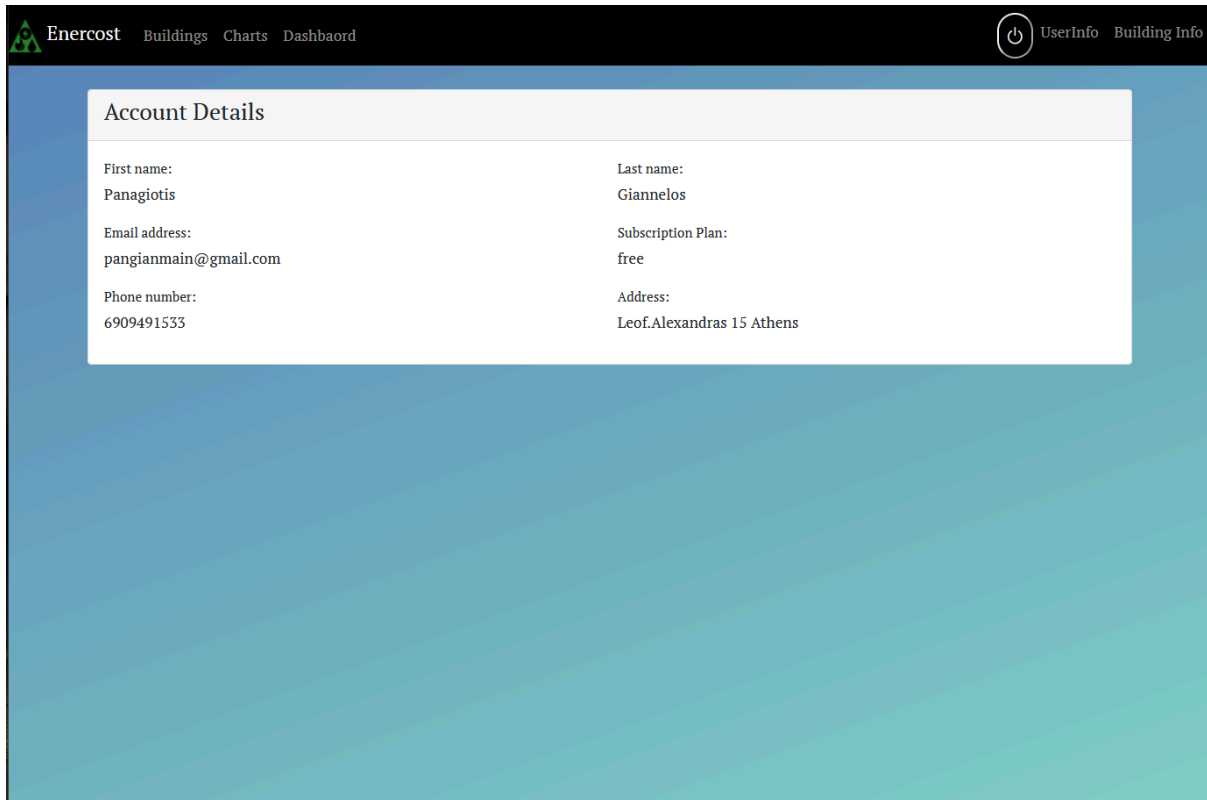 Enercost Buildings Charts Dashbaord UserInfo Building Info
Account Details
First name: Last name:
Panagiotis Giannelos
Email address: Subscription Plan:
pangianmain@gmail.com free
Phone number: Address:
6909491533 Leof.Alexandras 15 Athens